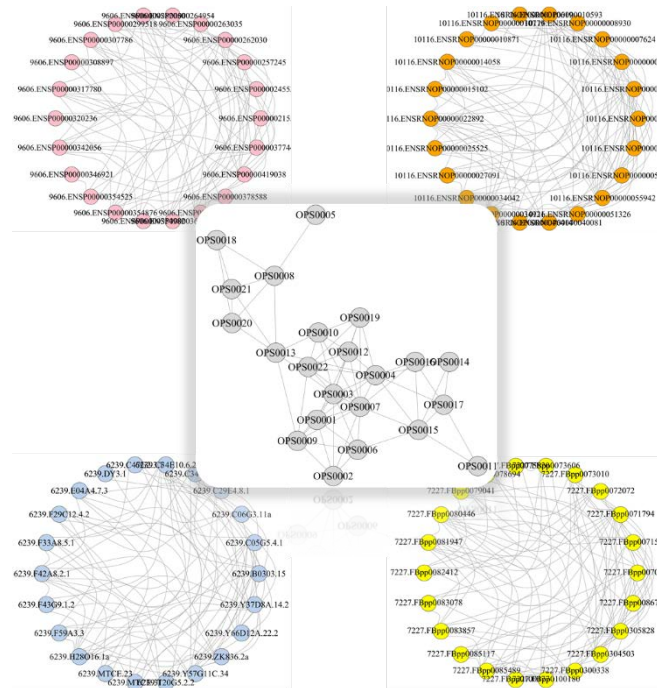 9606.ENSP00000264954
9606.ENSP00000299518
9606.ENSP00000263035
9606.ENSP00000307786
9606.ENSP00000262030
9606.ENSP00000308897
9606.ENSP00000257245
9606.ENSP00000317780
9606.ENSP00000320236
9606.ENSP00000342056
9606.ENSP00000346921
9606.ENSP00000419038
9606.ENSP00000354525
9606.ENSP00000378588
9606.ENSP00000354876
10116.ENSRNOP00000010593
10116.ENSRNOP00000008930
10116.ENSRNOP00000010871
10116.ENSRNOP00000007624
10116.ENSRNOP00000014058
10116.ENSRNOP00000015102
10116.ENSRNOP00000022892
10116.ENSRNOP00000025525
10116.ENSRNOP00000027091
10116.ENSRNOP00000055942
10116.ENSRNOP00000034042
10116.ENSRNOP00000051326
OPS0005
OPS0018
OPS0008
OPS0021
OPS0020
OPS0019
OPS0010
OPS0013
OPS0012
OPS0022
OPS0016
OPS0014
OPS0004
OPS0003
OPS0007
OPS0017
OPS0001
OPS0015
OPS0009
OPS0006
OPS0011
OPS0002
6239.DY3.1
6239.C29E4.8.1
6239.E04A4.7.3
6239.C06G3.11a
6239.F29C12.4.2
6239.C05G5.4.1
6239.F33A8.5.1
6239.F42A8.2.1
6239.B0303.15
6239.F43G9.1.2
6239.Y37D8A.14.2
6239.F59A3.3
6239.Y66D12A.22.2
6239.H28O16.1a
6239.ZK836.2a
6239.MTCE.23
6239.Y57G11C.34
7227.FBpp0073606
7227.FBpp0073010
7227.FBpp0079041
7227.FBpp0072072
7227.FBpp0080446
7227.FBpp0071794
7227.FBpp0081947
7227.FBpp0082412
7227.FBpp0083078
7227.FBpp0083857
7227.FBpp0305828
7227.FBpp0085117
7227.FBpp0304503
7227.FBpp0085489
7227.FBpp0300338